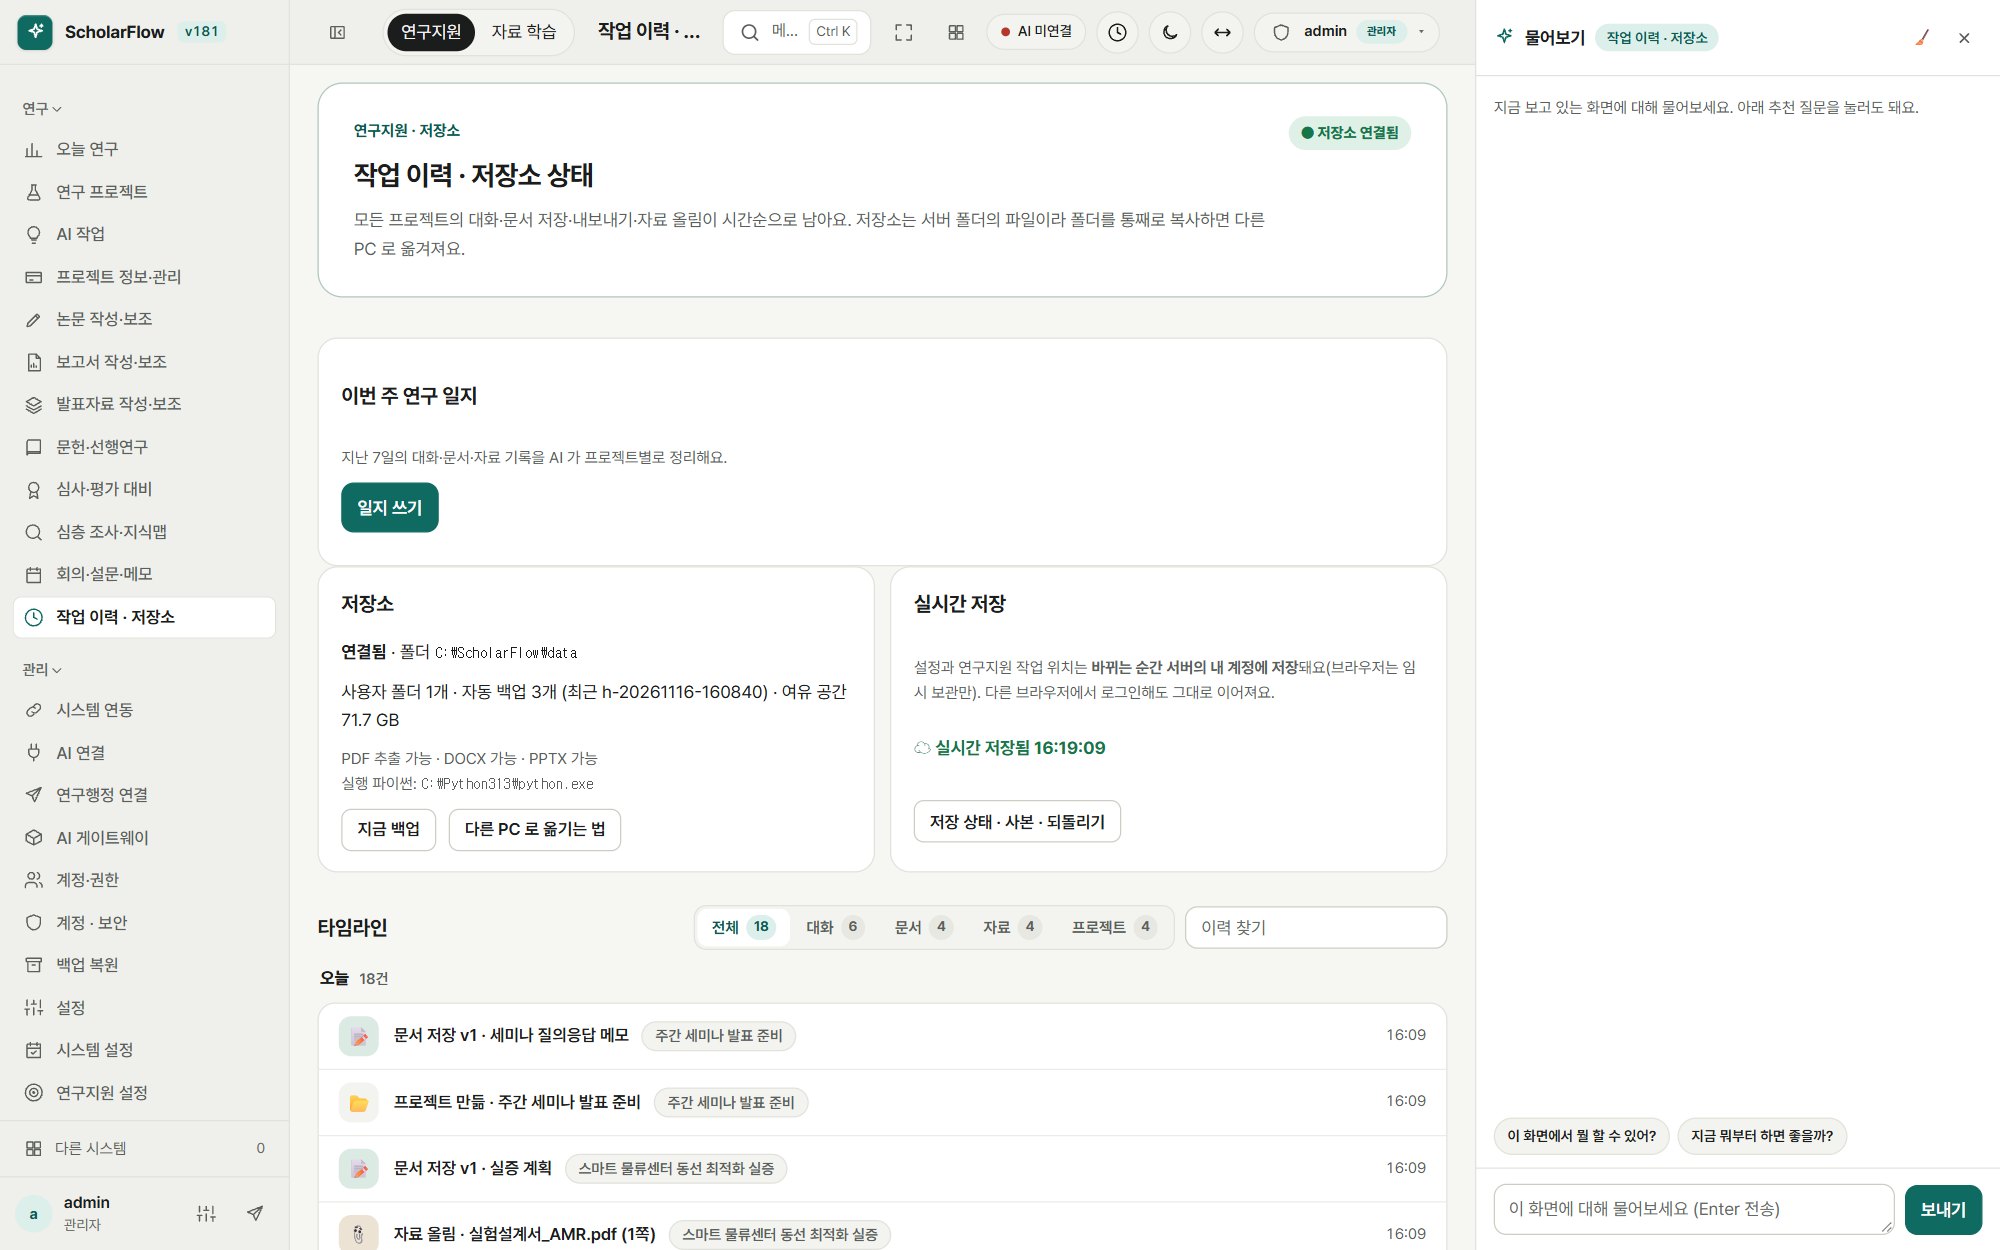 ScholarFlow v181
연구
오늘 연구
연구 프로젝트
AI 작업
프로젝트 정보·관리
논문 작성·보조
보고서 작성·보조
발표자료 작성·보조
문헌·선행연구
심사·평가 대비
심층 조사·지식맵
회의·설문·메모
작업 이력 · 저장소
관리
시스템 연동
AI 연결
연구행정 연결
AI 게이트웨이
계정·권한
계정 · 보안
백업 복원
설정
시스템 설정
연구지원 설정
다른 시스템 0
a admin
관리자
연구지원 자료 학습 작업 이력 · ... 메... Ctrl K AI 미연결 admin 관리자
연구지원 · 저장소
저장소 연결됨
작업 이력 · 저장소 상태
모든 프로젝트의 대화·문서 저장·내보내기·자료 올림이 시간순으로 남아요. 저장소는 서버 폴더의 파일이라 폴더를 통째로 복사하면 다른
PC 로 옮겨져요.
이번 주 연구 일지
지난 7일의 대화·문서·자료 기록을 AI 가 프로젝트별로 정리해요.
일지 쓰기
저장소
연결됨 · 폴더 C:₩ScholarFlow₩data
사용자 폴더 1개 · 자동 백업 3개 (최근 h-20261116-160840) · 여유 공간
71.7 GB
PDF 추출 가능 · DOCX 가능 · PPTX 가능
실행 파이썬: C:₩Python313₩python.exe
지금 백업 다른 PC 로 옮기는 법
실시간 저장
설정과 연구지원 작업 위치는 바뀌는 순간 서버의 내 계정에 저장돼요(브라우저는 임
시 보관만). 다른 브라우저에서 로그인해도 그대로 이어져요.
실시간 저장됨 16:19:09
저장 상태 · 사본 · 되돌리기
타임라인 전체 18 대화 6 문서 4 자료 4 프로젝트 4 이력 찾기
오늘 18건
문서 저장 v1 · 세미나 질의응답 메모 주간 세미나 발표 준비 16:09
프로젝트 만듦 · 주간 세미나 발표 준비 주간 세미나 발표 준비 16:09
문서 저장 v1 · 실증 계획 스마트 물류센터 동선 최적화 실증 16:09
자료 올림 · 실험설계서_AMR.pdf (1쪽) 스마트 물류센터 동선 최적화 실증 16:09
물어보기 작업 이력 · 저장소
지금 보고 있는 화면에 대해 물어보세요. 아래 추천 질문을 눌러도 돼요.
이 화면에서 뭘 할 수 있어? 지금 뭐부터 하면 좋을까?
이 화면에 대해 물어보세요 (Enter 전송) 보내기